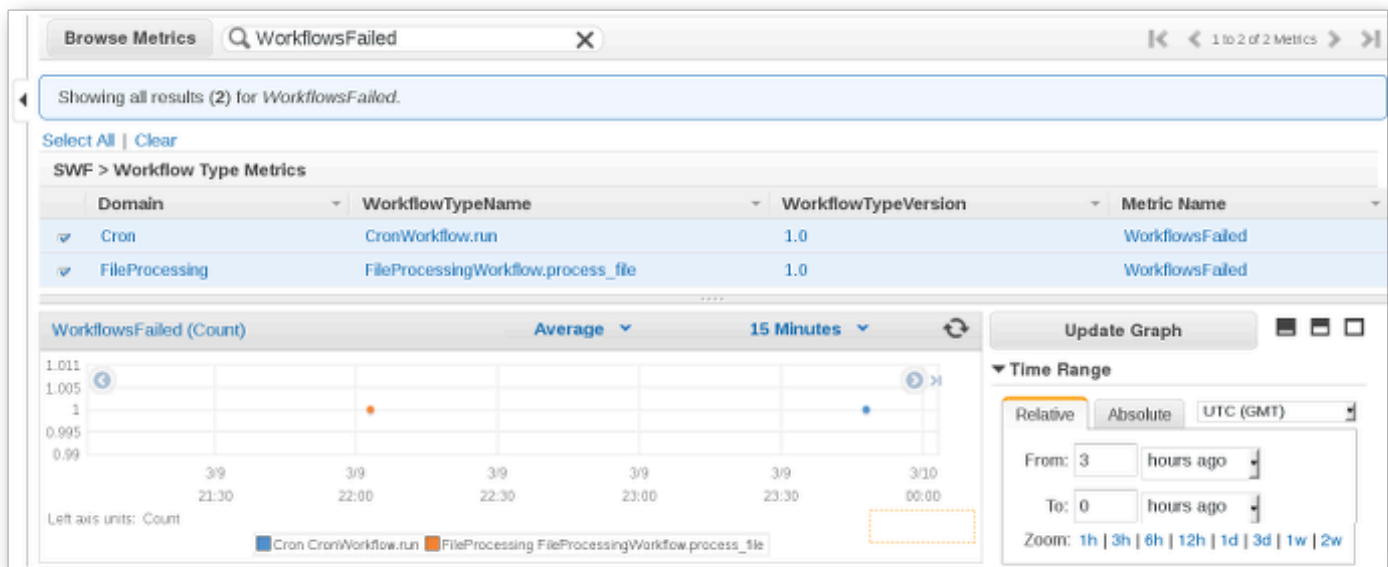 Browse Metrics WorkflowsFailed 1 to 2 of 2 Metrics
Showing all results (2) for WorkflowsFailed.
Select All | Clear
SWF > Workflow Type Metrics
Domain WorkflowTypeName WorkflowTypeVersion Metric Name
Cron CronWorkflow.run 1.0 WorkflowsFailed
FileProcessing FileProcessingWorkflow.process_file 1.0 WorkflowsFailed
WorkflowsFailed (Count) Average 15 Minutes Update Graph
1.011
1.005
1
0.995
0.99
3/9 3/9 3/9 3/9 3/9 3/10
21:30 22:00 22:30 23:00 23:30 00:00
Left axis units: Count
Cron CronWorkflow.run FileProcessing FileProcessingWorkflow.process_file
Time Range
Relative Absolute UTC (GMT)
From: 3 hours ago
To: 0 hours ago
Zoom: 1h | 3h | 6h | 12h | 1d | 3d | 1w | 2w